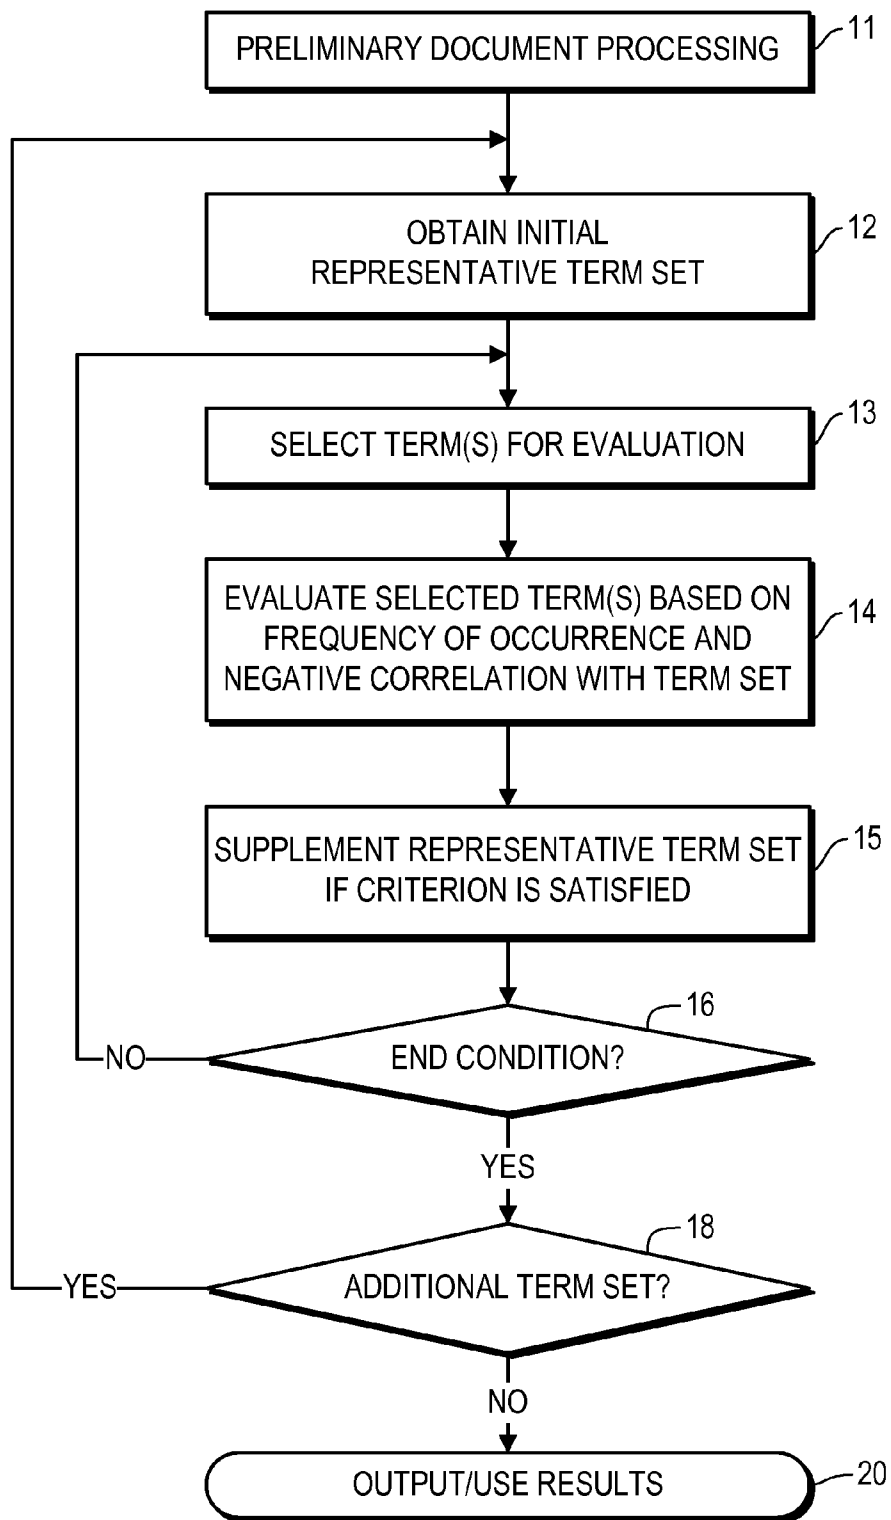 PRELIMINARY DOCUMENT PROCESSING
11
OBTAIN INITIAL
REPRESENTATIVE TERM SET
12
SELECT TERM(S) FOR EVALUATION
13
EVALUATE SELECTED TERM(S) BASED ON
FREQUENCY OF OCCURRENCE AND
NEGATIVE CORRELATION WITH TERM SET
14
SUPPLEMENT REPRESENTATIVE TERM SET
IF CRITERION IS SATISFIED
15
16
NO
END CONDITION?
YES
18
YES
ADDITIONAL TERM SET?
NO
OUTPUT/USE RESULTS
20